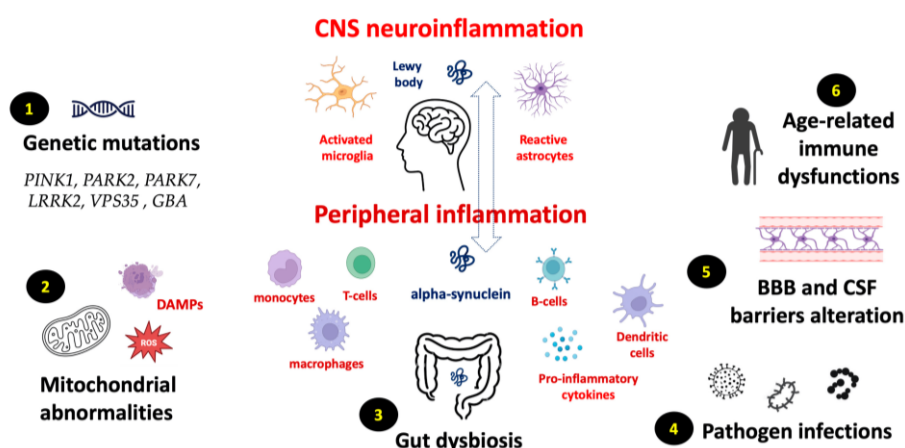 CNS neuroinflammation
Lewy
body
Activated
microglia
Reactive
astrocytes
1
Genetic mutations
PINK1, PARK2, PARK7,
LRRK2, VPS35 , GBA
6
Age-related
immune
dysfunctions
Peripheral inflammation
2
DAMPs
ROS
Mitochondrial
abnormalities
monocytes
T-cells
macrophages
alpha-synuclein
B-cells
Dendritic
cells
Pro-inflammatory
cytokines
3
Gut dysbiosis
5
BBB and CSF
barriers alteration
4
Pathogen infections